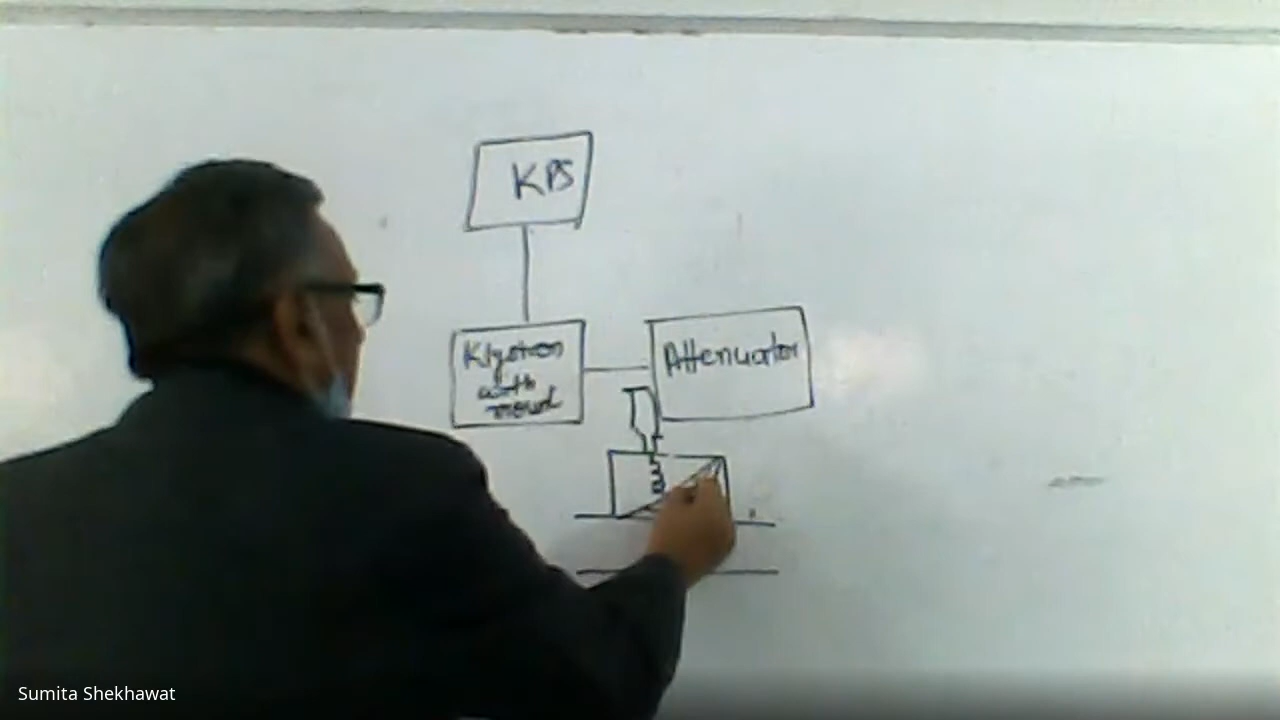 KPS
Klystron
with
mount
Attenuator
Sumita Shekhawat